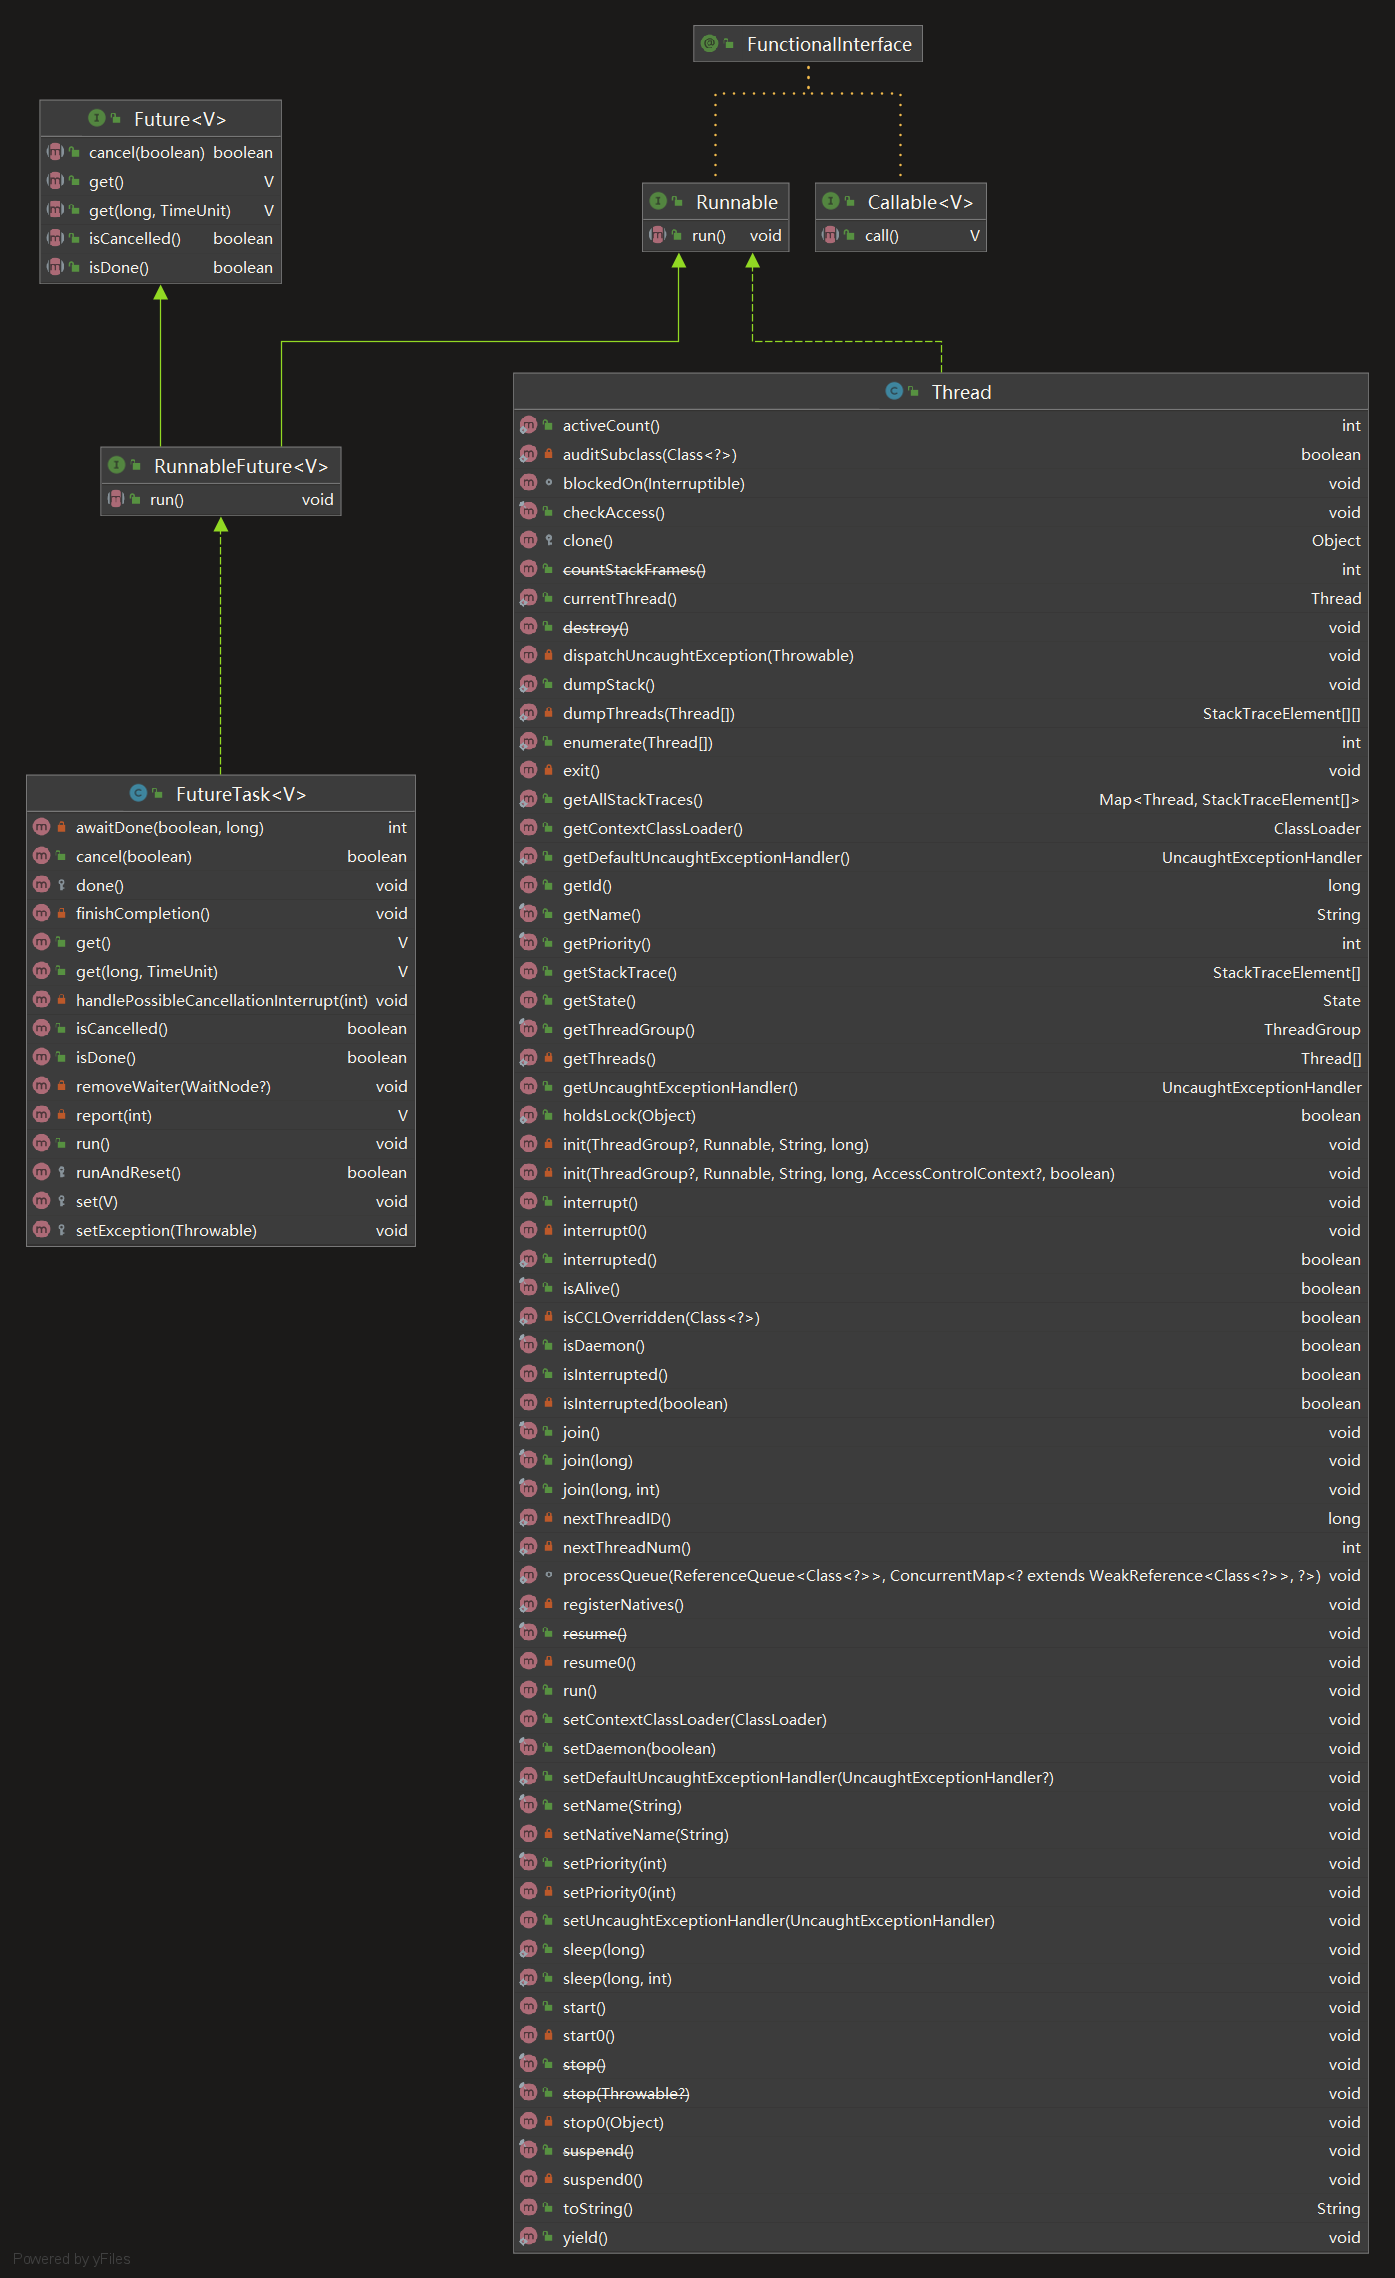 FunctionalInterface
Future<V>
cancel(boolean) boolean
get() V
get(long, TimeUnit) V
isCancelled() boolean
isDone() boolean
Runnable
run() void
Callable<V>
call() V
RunnableFuture<V>
run() void
FutureTask<V>
awaitDone(boolean, long) int
cancel(boolean) boolean
done() void
finishCompletion() void
get() V
get(long, TimeUnit) V
handlePossibleCancellationInterrupt(int) void
isCancelled() boolean
isDone() boolean
removeWaiter(WaitNode?) void
report(int) V
run() void
runAndReset() boolean
set(V) void
setException(Throwable) void
Thread
activeCount() int
auditSubclass(Class<?>) boolean
blockedOn(Interruptible) void
checkAccess() void
clone() Object
countStackFrames() int
currentThread() Thread
destroy() void
dispatchUncaughtException(Throwable) void
dumpStack() void
dumpThreads(Thread[]) StackTraceElement[][]
enumerate(Thread[]) int
exit() void
getAllStackTraces() Map<Thread, StackTraceElement[]>
getContextClassLoader() ClassLoader
getDefaultUncaughtExceptionHandler() UncaughtExceptionHandler
getId() long
getName() String
getPriority() int
getStackTrace() StackTraceElement[]
getState() State
getThreadGroup() ThreadGroup
getThreads() Thread[]
getUncaughtExceptionHandler() UncaughtExceptionHandler
holdsLock(Object) boolean
init(ThreadGroup?, Runnable, String, long) void
init(ThreadGroup?, Runnable, String, long, AccessControlContext?, boolean) void
interrupt() void
interrupt0() void
interrupted() boolean
isAlive() boolean
isCCLOverridden(Class<?>) boolean
isDaemon() boolean
isInterrupted() boolean
isInterrupted(boolean) boolean
join() void
join(long) void
join(long, int) void
nextThreadID() long
nextThreadNum() int
processQueue(ReferenceQueue<Class<?>>, ConcurrentMap<? extends WeakReference<Class<?>>, ?>) void
registerNatives() void
resume() void
resume0() void
run() void
setContextClassLoader(ClassLoader) void
setDaemon(boolean) void
setDefaultUncaughtExceptionHandler(UncaughtExceptionHandler?) void
setName(String) void
setNativeName(String) void
setPriority(int) void
setPriority0(int) void
setUncaughtExceptionHandler(UncaughtExceptionHandler) void
sleep(long) void
sleep(long, int) void
start() void
start0() void
stop() void
stop(Throwable?) void
stop0(Object) void
suspend() void
suspend0() void
toString() String
yield() void
Powered by yFiles